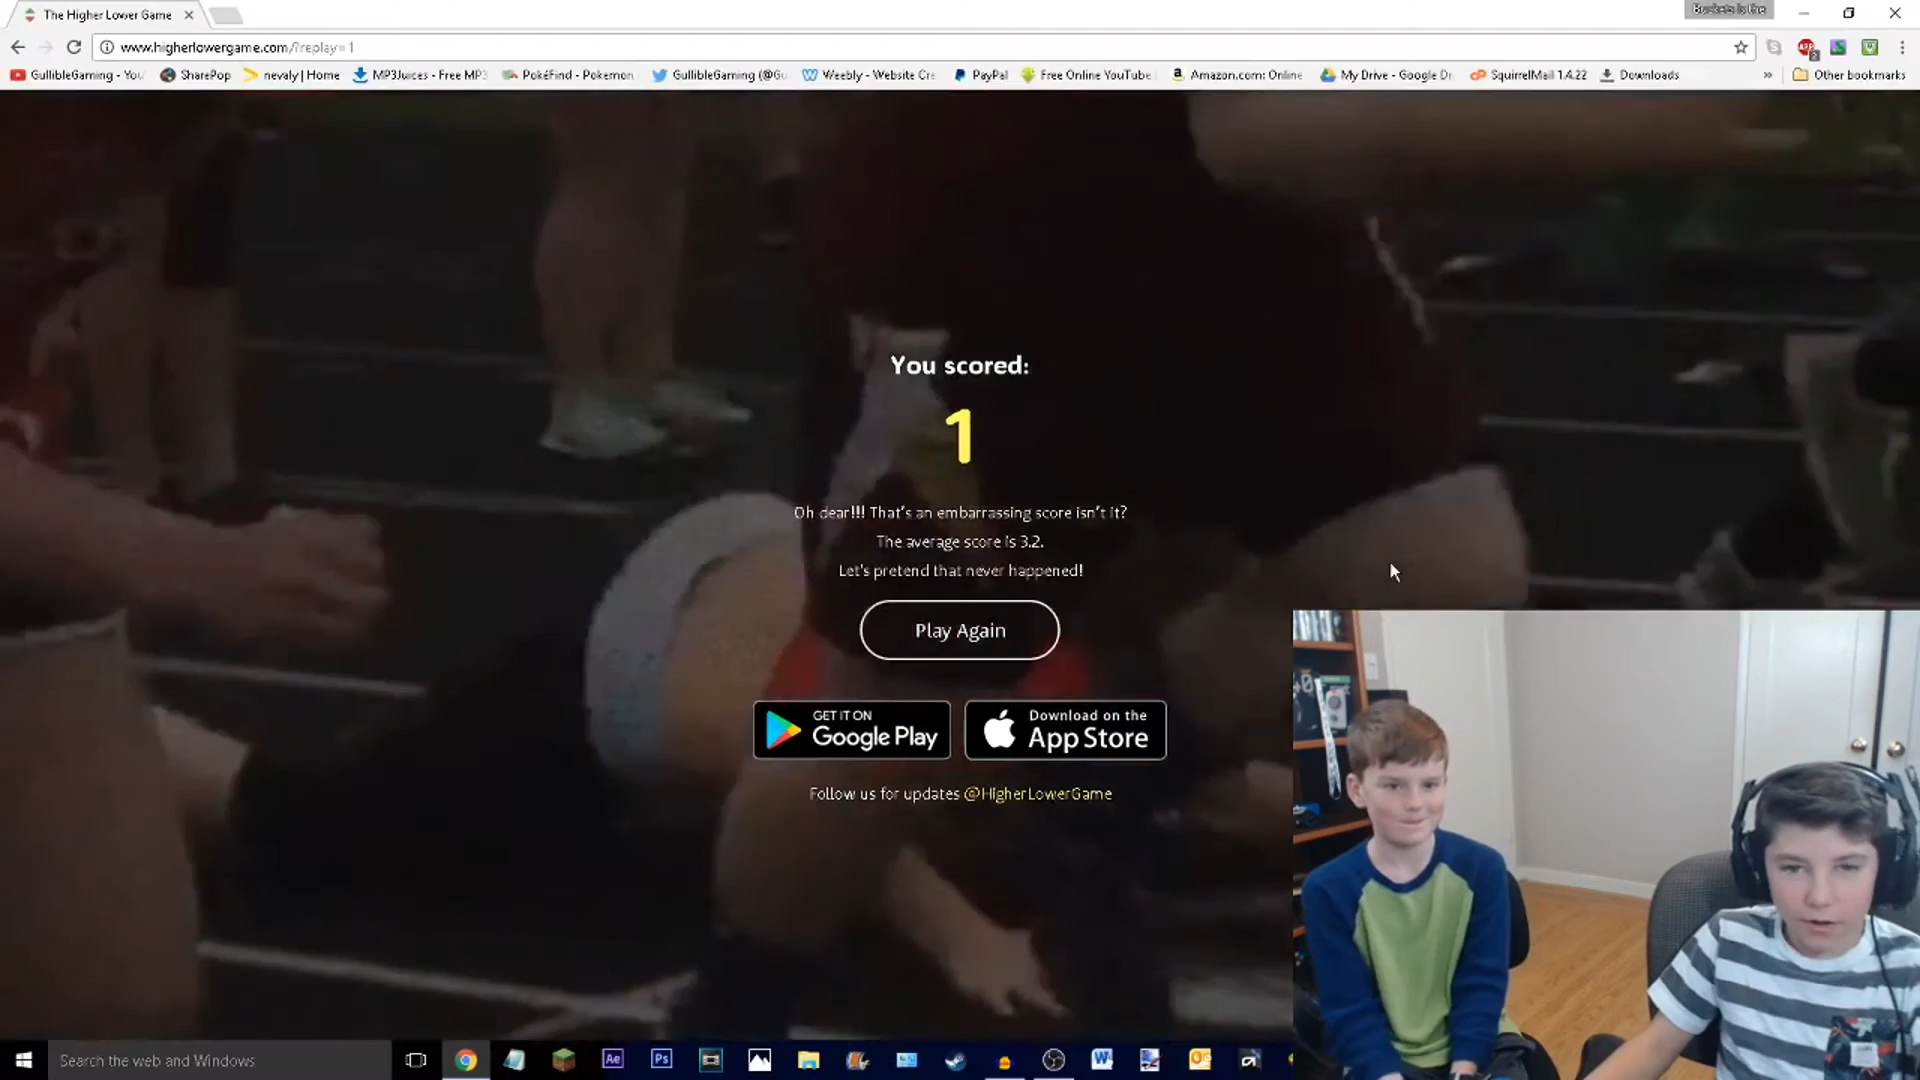 The Higher Lower Game
www.higherlowergame.com/?replay=1
GullibleGaming - You
SharePop
nevaly | Home
MP3Juices - Free MP3
PokéFind - Pokemon
GullibleGaming (@Gu
Weebly - Website Cre
PayPal
Free Online YouTube
Amazon.com: Online
My Drive - Google Dr
SquirrelMail 1.4.22
Downloads
»
Other bookmarks
You scored:
1
Oh dear!!! That's an embarrassing score isn't it?
The average score is 3.2.
Let's pretend that never happened!
Play Again
GET IT ON
Google Play
Download on the
App Store
Follow us for updates @HigherLowerGame
Search the web and Windows
Ae
Ps